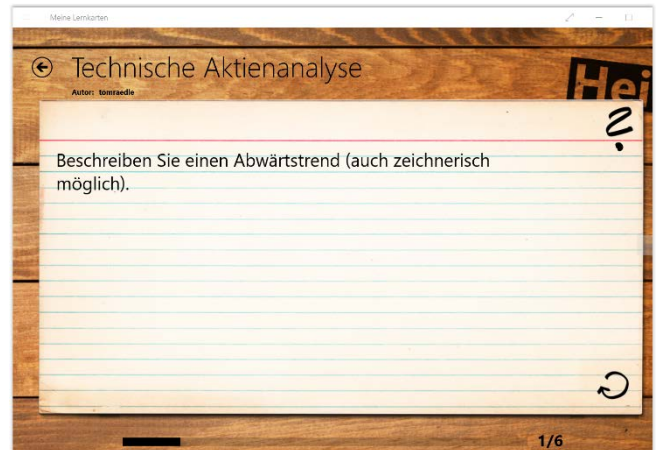 Meine Lernkarten
Technische Aktienanalyse
Autor: tomraedle
Hei
?
Beschreiben Sie einen Abwärtstrend (auch zeichnerisch
möglich).
1/6